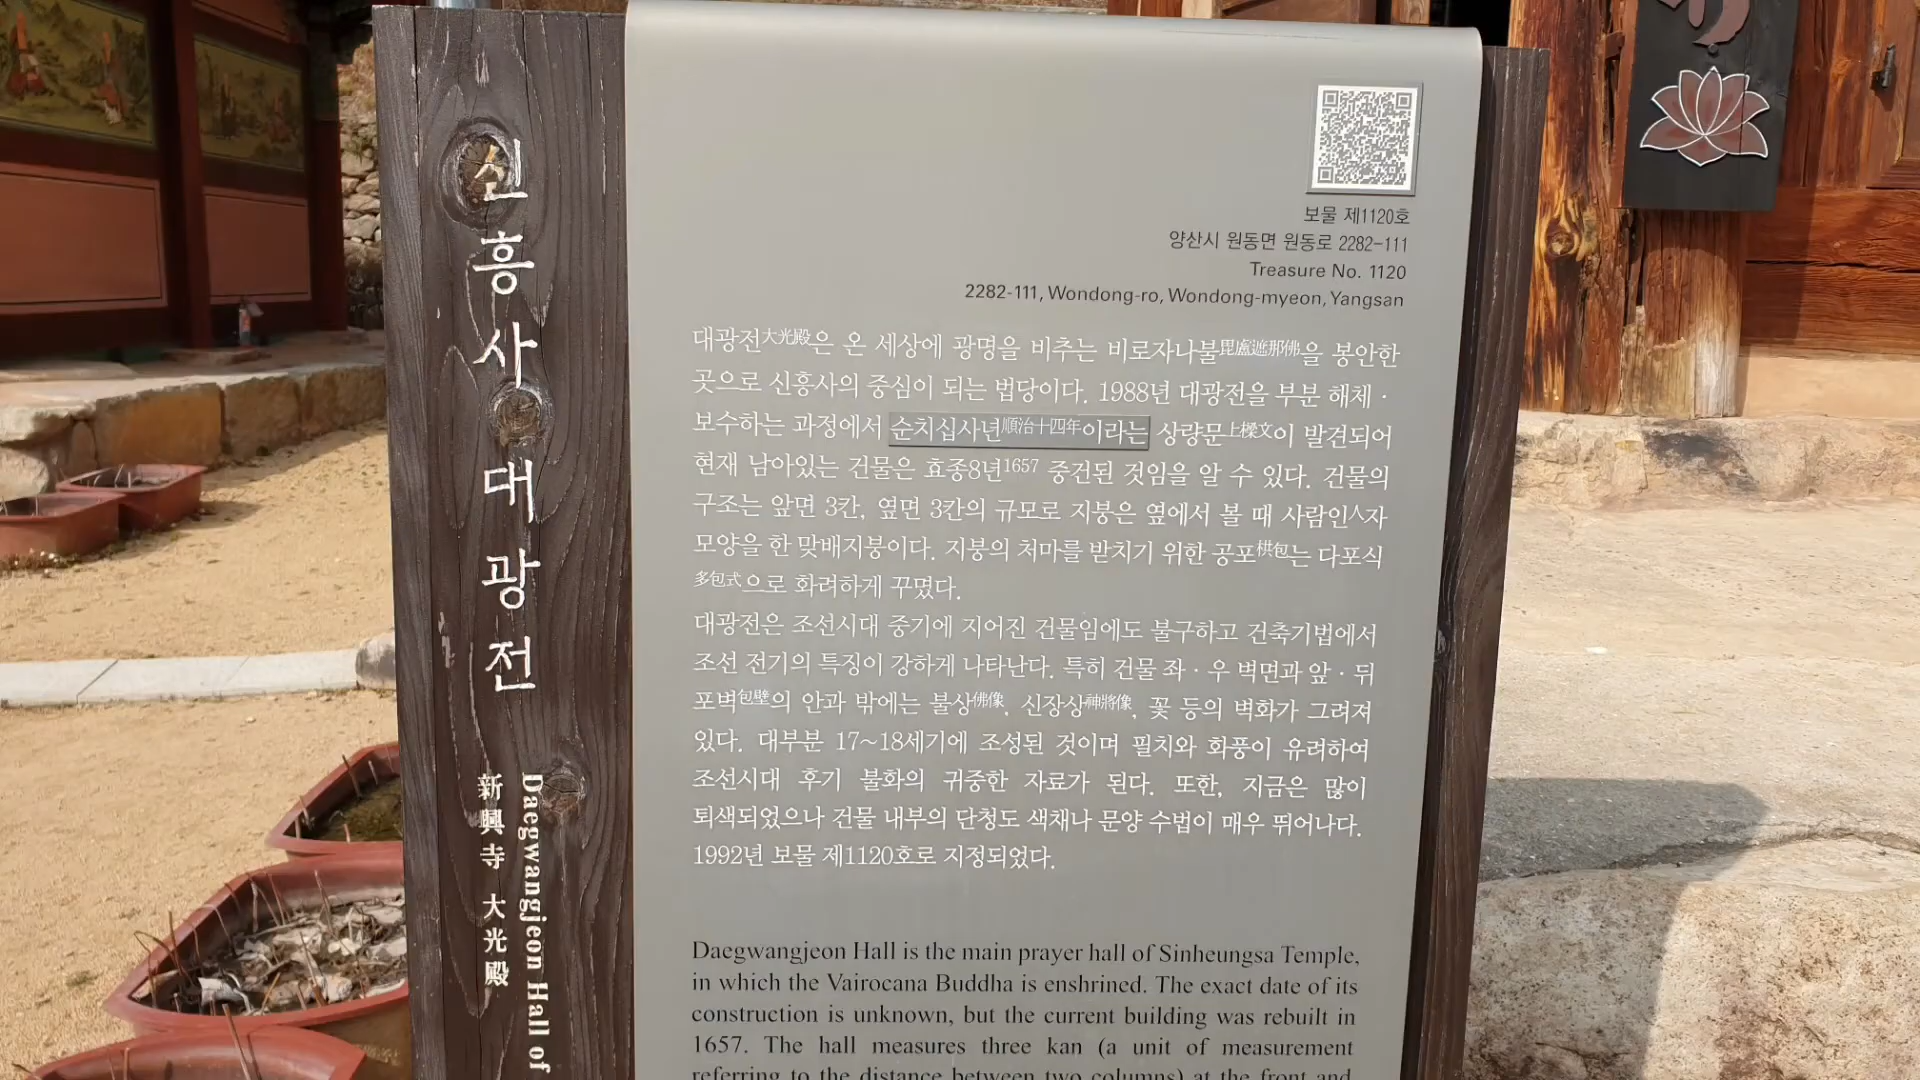 신흥사대광전
新興寺 大光殿
Daegwangjeon Hall of
보물 제1120호
양산시 원동면 원동로 2282-111
Treasure No. 1120
2282-111, Wondong-ro, Wondong-myeon, Yangsan
대광전大光殿은 온 세상에 광명을 비추는 비로자나불毘盧遮那佛을 봉안한
곳으로 신흥사의 중심이 되는 법당이다. 1988년 대광전을 부분 해체·
보수하는 과정에서 순치십사년順治十四年이라는 상량문上樑文이 발견되어
현재 남아있는 건물은 효종8년1657 중건된 것임을 알 수 있다. 건물의
구조는 앞면 3칸, 옆면 3칸의 규모로 지붕은 옆에서 볼 때 사람인人자
모양을 한 맞배지붕이다. 지붕의 처마를 받치기 위한 공포栱包는 다포식
多包式으로 화려하게 꾸몄다.
대광전은 조선시대 중기에 지어진 건물임에도 불구하고 건축기법에서
조선 전기의 특징이 강하게 나타난다. 특히 건물 좌·우 벽면과 앞·뒤
포벽包壁의 안과 밖에는 불상佛像, 신장상神將像, 꽃 등의 벽화가 그려져
있다. 대부분 17~18세기에 조성된 것이며 필치와 화풍이 유려하여
조선시대 후기 불화의 귀중한 자료가 된다. 또한, 지금은 많이
퇴색되었으나 건물 내부의 단청도 색채나 문양 수법이 매우 뛰어나다.
1992년 보물 제1120호로 지정되었다.
Daegwangjeon Hall is the main prayer hall of Sinheungsa Temple,
in which the Vairocana Buddha is enshrined. The exact date of its
construction is unknown, but the current building was rebuilt in
1657. The hall measures three kan (a unit of measurement
referring to the distance between two columns) at the front and